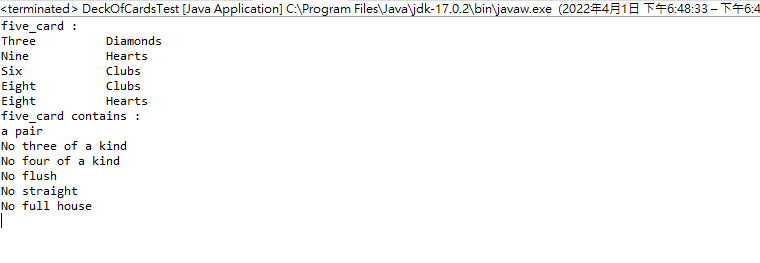 <terminated> DeckOfCardsTest [Java Application] C:\Program Files\Java\jdk-17.0.2\bin\javaw.exe (2022年4月1日 下午6:48:33 – 下午6:4
five_card :
Three Diamonds
Nine Hearts
Six Clubs
Eight Clubs
Eight Hearts
five_card contains :
a pair
No three of a kind
No four of a kind
No flush
No straight
No full house